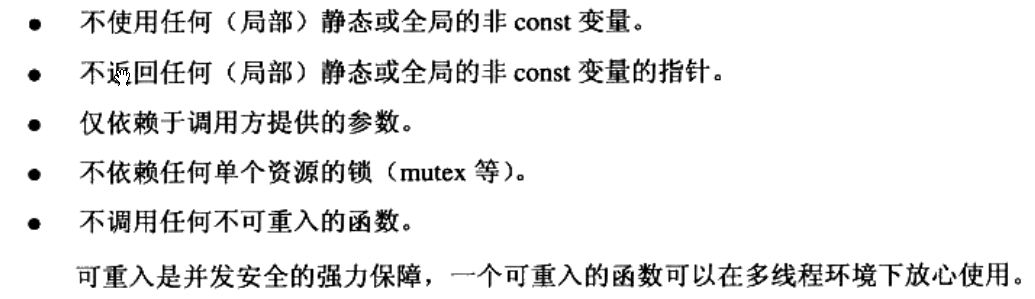 ● 不使用任何（局部）静态或全局的非 const 变量。
● 不返回任何（局部）静态或全局的非 const 变量的指针。
● 仅依赖于调用方提供的参数。
● 不依赖任何单个资源的锁（mutex 等）。
● 不调用任何不可重入的函数。
可重入是并发安全的强力保障，一个可重入的函数可以在多线程环境下放心使用。